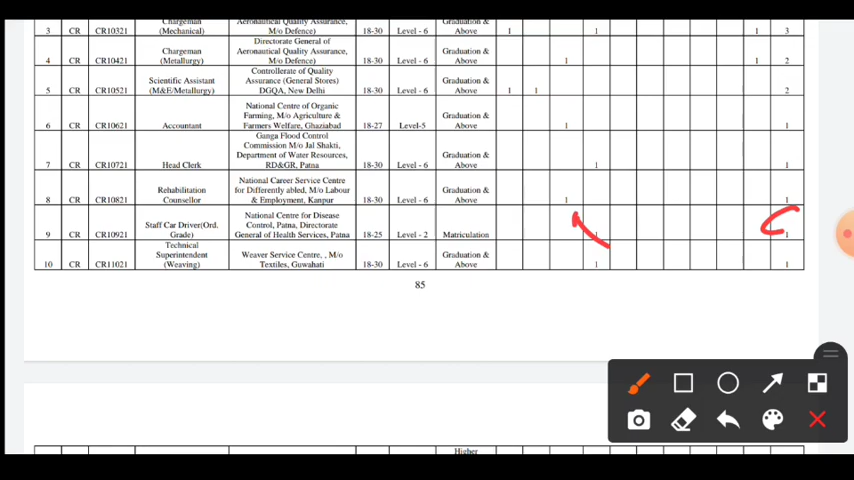 Chargeman Aeronautical Quality Assurance,
3 CR CR10321 (Mechanical) M/o Defence) 18-30 Level - 6 Above 1 1 1 3
Directorate General of
Chargeman Aeronautical Quality Assurance, Graduation &
4 CR CR10421 (Metallurgy) M/o Defence) 18-30 Level - 6 Above 1 1 2
Controllerate of Quality
Scientific Assistant Assurance (General Stores) Graduation &
5 CR CR10521 (M&E/Metallurgy) DGQA, New Delhi 18-30 Level - 6 Above 1 1 2
National Centre of Organic
Farming, M/o Agriculture & Graduation &
6 CR CR10621 Accountant Farmers Welfare, Ghaziabad 18-27 Level-5 Above 1 1
Ganga Flood Control
Commission M/o Jal Shakti,
Department of Water Resources, Graduation &
7 CR CR10721 Head Clerk RD&GR, Patna 18-30 Level - 6 Above 1 1
National Career Service Centre
Rehabilitation for Differently abled, M/o Labour Graduation &
8 CR CR10821 Counsellor & Employment, Kanpur 18-30 Level - 6 Above 1 1
National Centre for Disease
Staff Car Driver(Ord. Control, Patna, Directorate
9 CR CR10921 Grade) General of Health Services, Patna 18-25 Level - 2 Matriculation 1 1
Technical
Superintendent Weaver Service Centre, , M/o Graduation &
10 CR CR11021 (Weaving) Textiles, Guwahati 18-30 Level - 6 Above 1 1
85
Higher